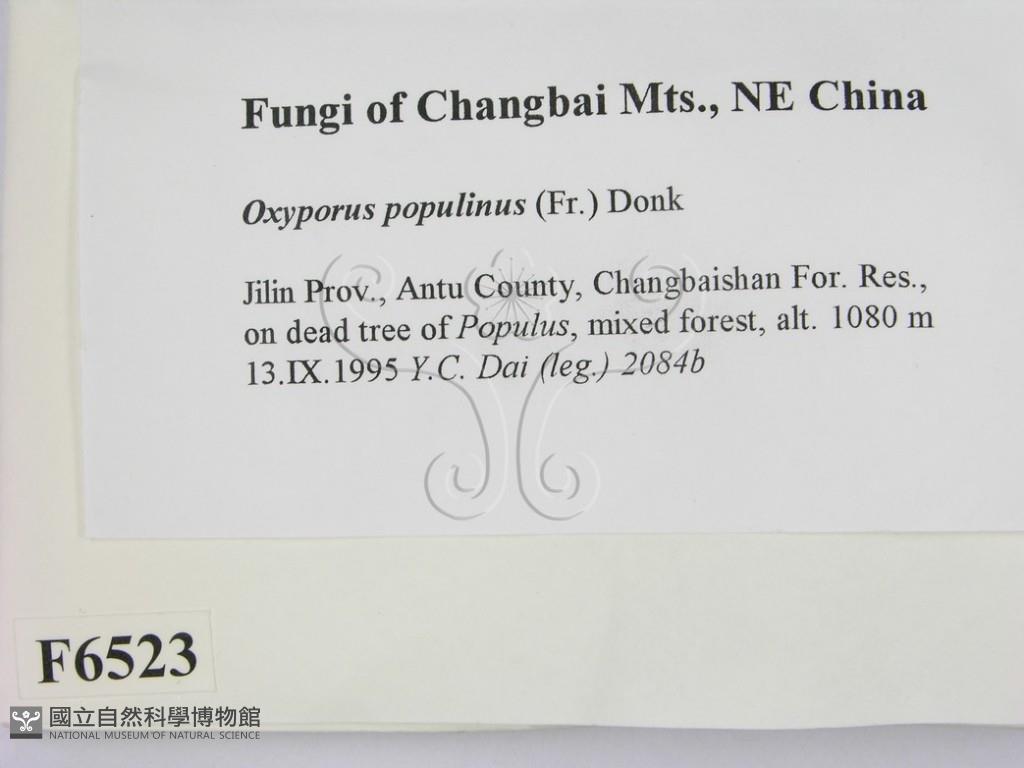 Fungi of Changbai Mts., NE China
Oxyporus populinus (Fr.) Donk
Jilin Prov., Antu County, Changbaishan For. Res.,
on dead tree of Populus, mixed forest, alt. 1080 m
13.IX.1995 Y.C. Dai (leg.) 2084b
F6523
國立自然科學博物館
NATIONAL MUSEUM OF NATURAL SCIENCE